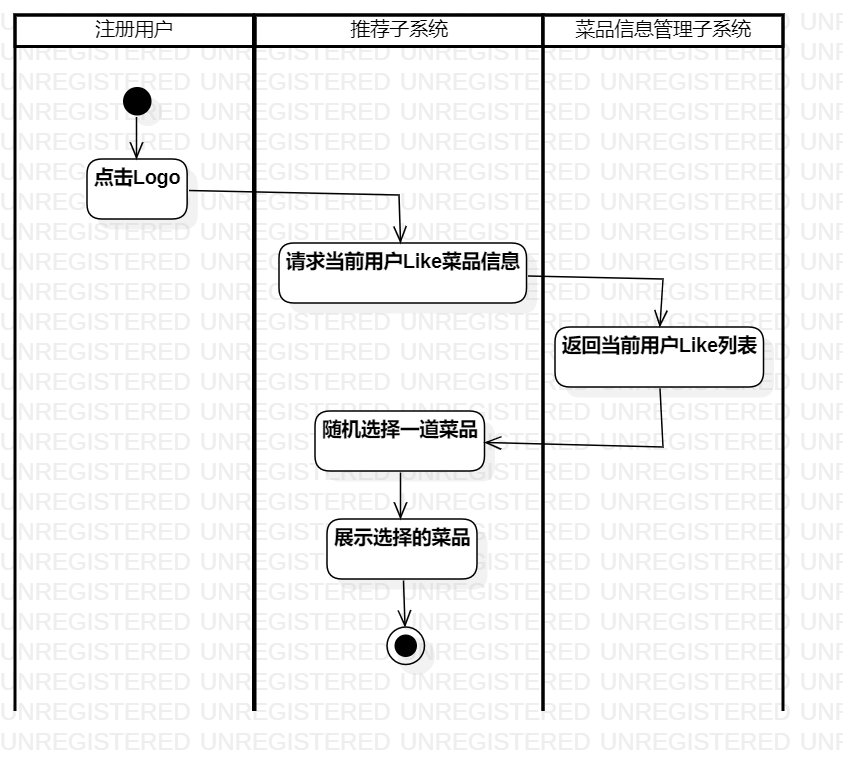 注册用户 推荐子系统 菜品信息管理子系统
点击Logo
请求当前用户Like菜品信息
返回当前用户Like列表
随机选择一道菜品
展示选择的菜品
UNREGISTERED UNREGISTERED UNREGISTERED UNREGISTERED